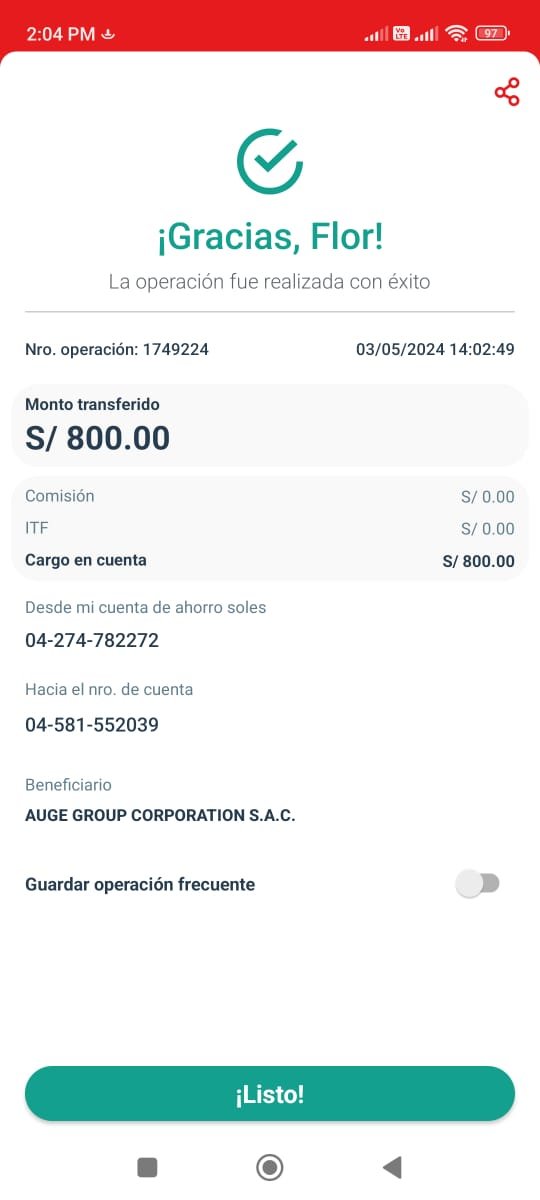 2:04 PM
Vo LTE
97
¡Gracias, Flor!
La operación fue realizada con éxito
Nro. operación: 1749224 03/05/2024 14:02:49
Monto transferido
S/ 800.00
Comisión S/ 0.00
ITF S/ 0.00
Cargo en cuenta S/ 800.00
Desde mi cuenta de ahorro soles
04-274-782272
Hacia el nro. de cuenta
04-581-552039
Beneficiario
AUGE GROUP CORPORATION S.A.C.
Guardar operación frecuente
¡Listo!